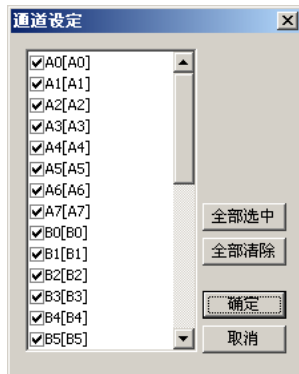 通道设定
A0[A0]
A1[A1]
A2[A2]
A3[A3]
A4[A4]
A5[A5]
A6[A6]
A7[A7]
B0[B0]
B1[B1]
B2[B2]
B3[B3]
B4[B4]
B5[B5]
全部选中
全部清除
确定
取消